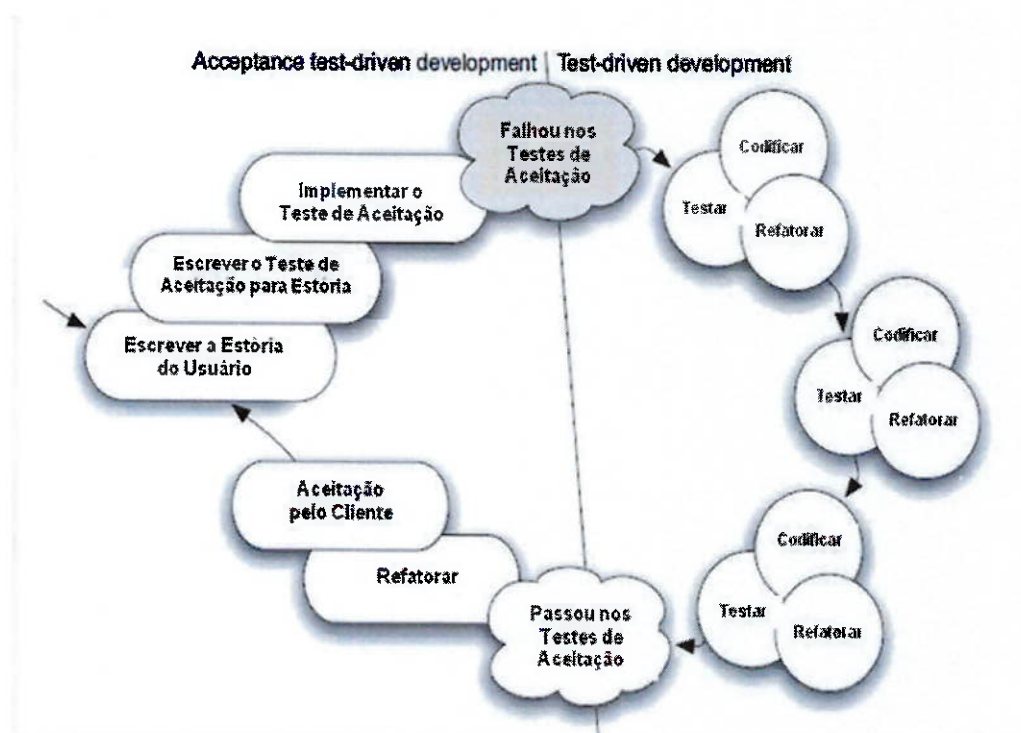 Acceptance test-driven development | Test-driven development
Falhou nos
Testes de
Aceitação
Implementar o
Teste de Aceitação
Escrever o Teste de
Aceitação para Estória
Escrever a Estória
do Usuário
Codificar
Testar
Refatorar
Codificar
Testar
Refatorar
Codificar
Testar
Refatorar
Passou nos
Testes de
Aceitação
Refatorar
Aceitação
pelo Cliente